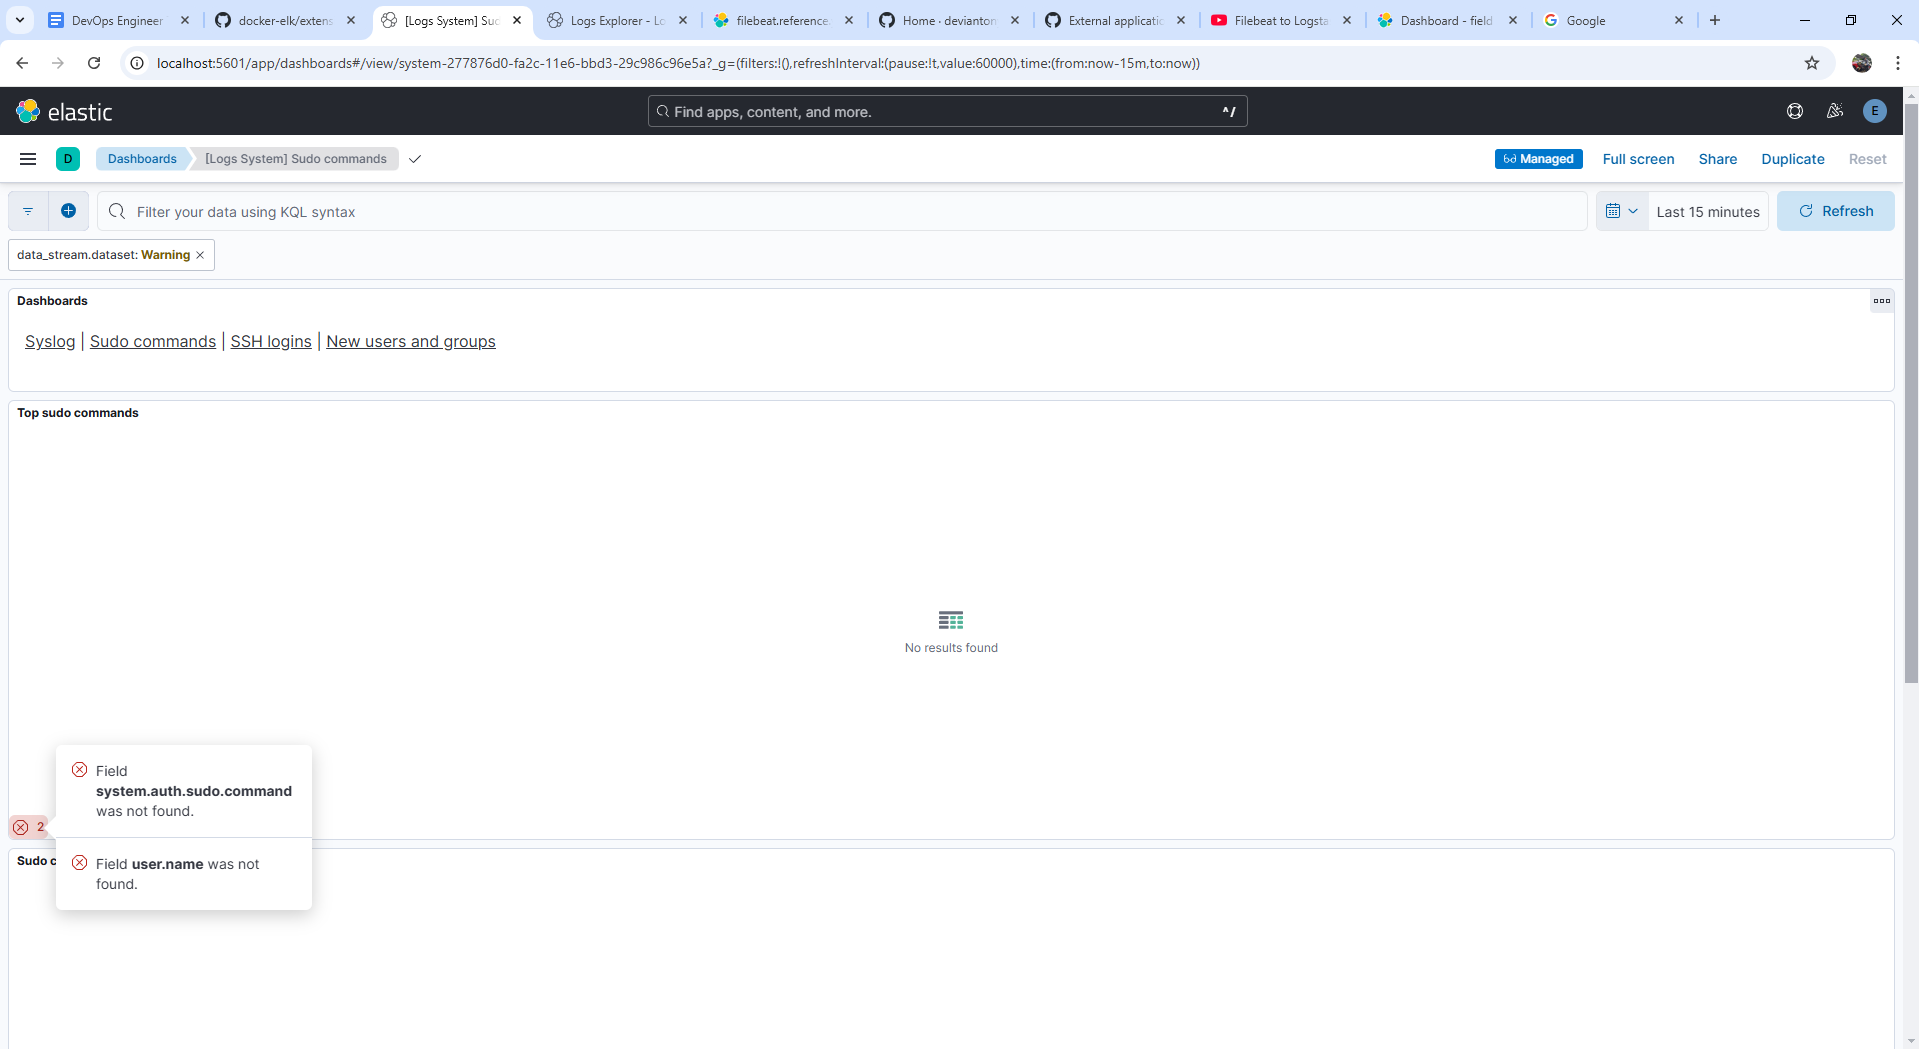 DevOps Engineer
docker-elk/extens
[Logs System] Suc
Logs Explorer - Lo
filebeat.reference.
Home · devianton
External applicatic
Filebeat to Logsta
Dashboard - field
Google
localhost:5601/app/dashboards#/view/system-277876d0-fa2c-11e6-bbd3-29c986c96e5a?_g=(filters:!(),refreshInterval:(pause:!t,value:60000),time:(from:now-15m,to:now))
elastic
Find apps, content, and more.
^/
E
D
Dashboards
[Logs System] Sudo commands
Managed
Full screen
Share
Duplicate
Reset
Filter your data using KQL syntax
Last 15 minutes
Refresh
data_stream.dataset: Warning ×
Dashboards
Syslog | Sudo commands | SSH logins | New users and groups
Top sudo commands
No results found
Field
system.auth.sudo.command
was not found.
2
Sudo c
Field user.name was not
found.